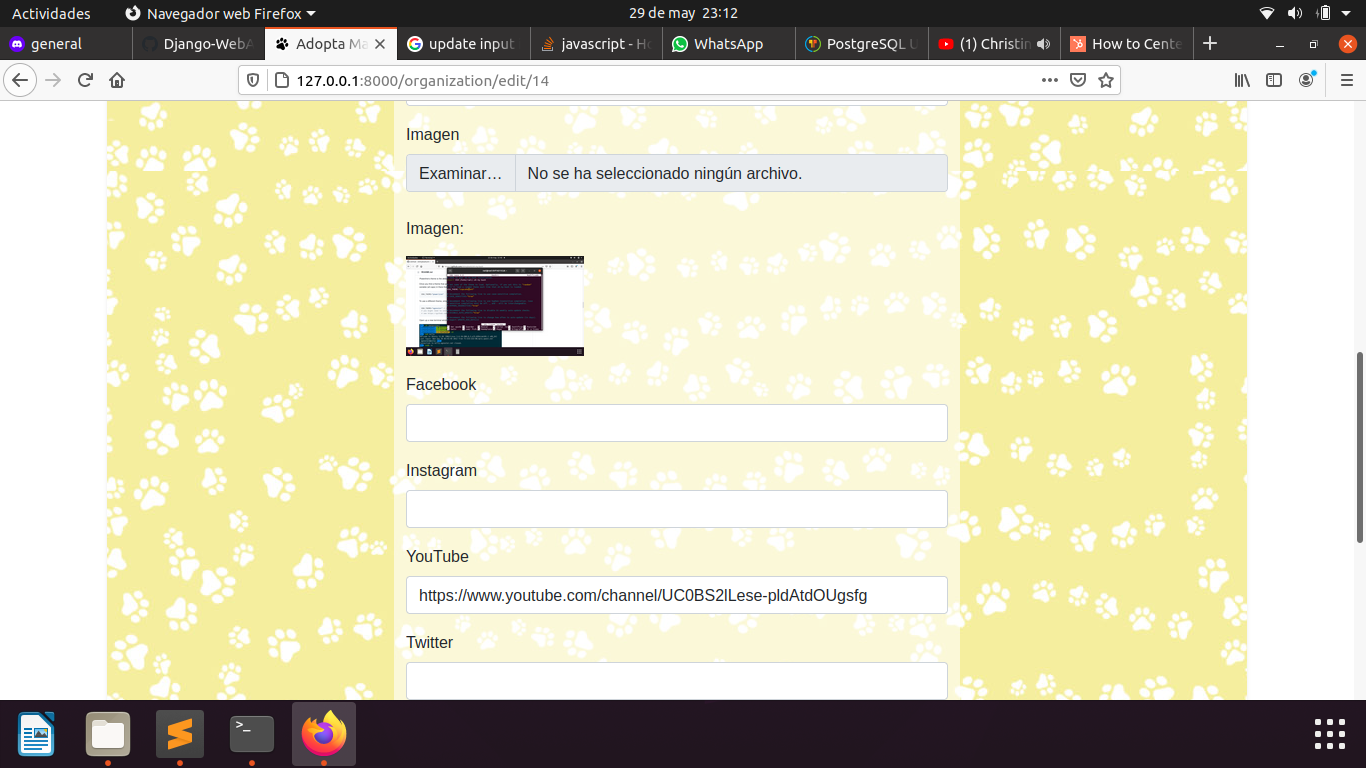 Actividades
Navegador web Firefox
29 de may 23:12
general
Django-WebA
Adopta Ma
update input
javascript - Ho
WhatsApp
PostgreSQL U
(1) Christin
How to Cente
127.0.0.1:8000/organization/edit/14
Imagen
Examinar…
No se ha seleccionado ningún archivo.
Imagen:
Facebook
Instagram
YouTube
https://www.youtube.com/channel/UC0BS2lLese-pldAtdOUgsfg
Twitter